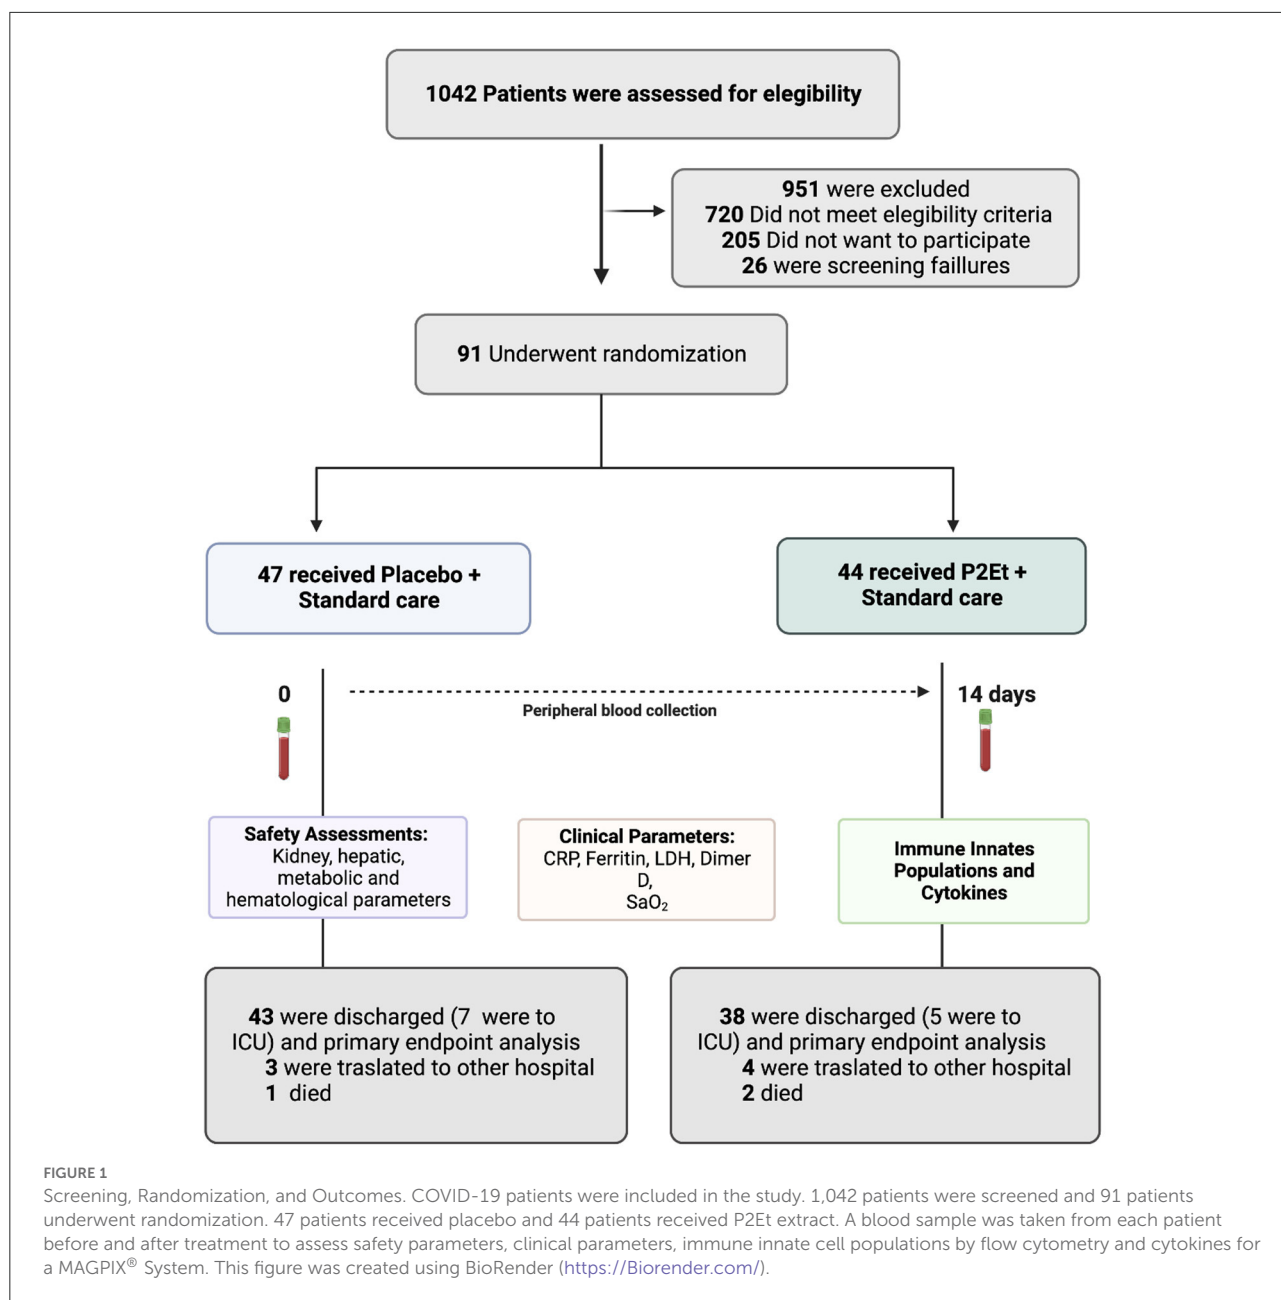 1042 Patients were assessed for elegibility
951 were excluded
720 Did not meet elegibility criteria
205 Did not want to participate
26 were screening faillures
91 Underwent randomization
47 received Placebo +
Standard care
44 received P2Et +
Standard care
0
Peripheral blood collection
14 days
Safety Assessments:
Kidney, hepatic,
metabolic and
hematological parameters
Clinical Parameters:
CRP, Ferritin, LDH, Dimer
D,
SaO₂
Immune Innates
Populations and
Cytokines
43 were discharged (7 were to
ICU) and primary endpoint analysis
3 were traslated to other hospital
1 died
38 were discharged (5 were to
ICU) and primary endpoint analysis
4 were traslated to other hospital
2 died
FIGURE 1
Screening, Randomization, and Outcomes. COVID-19 patients were included in the study. 1,042 patients were screened and 91 patients
underwent randomization. 47 patients received placebo and 44 patients received P2Et extract. A blood sample was taken from each patient
before and after treatment to assess safety parameters, clinical parameters, immune innate cell populations by flow cytometry and cytokines for
a MAGPIX® System. This figure was created using BioRender (https://Biorender.com/).